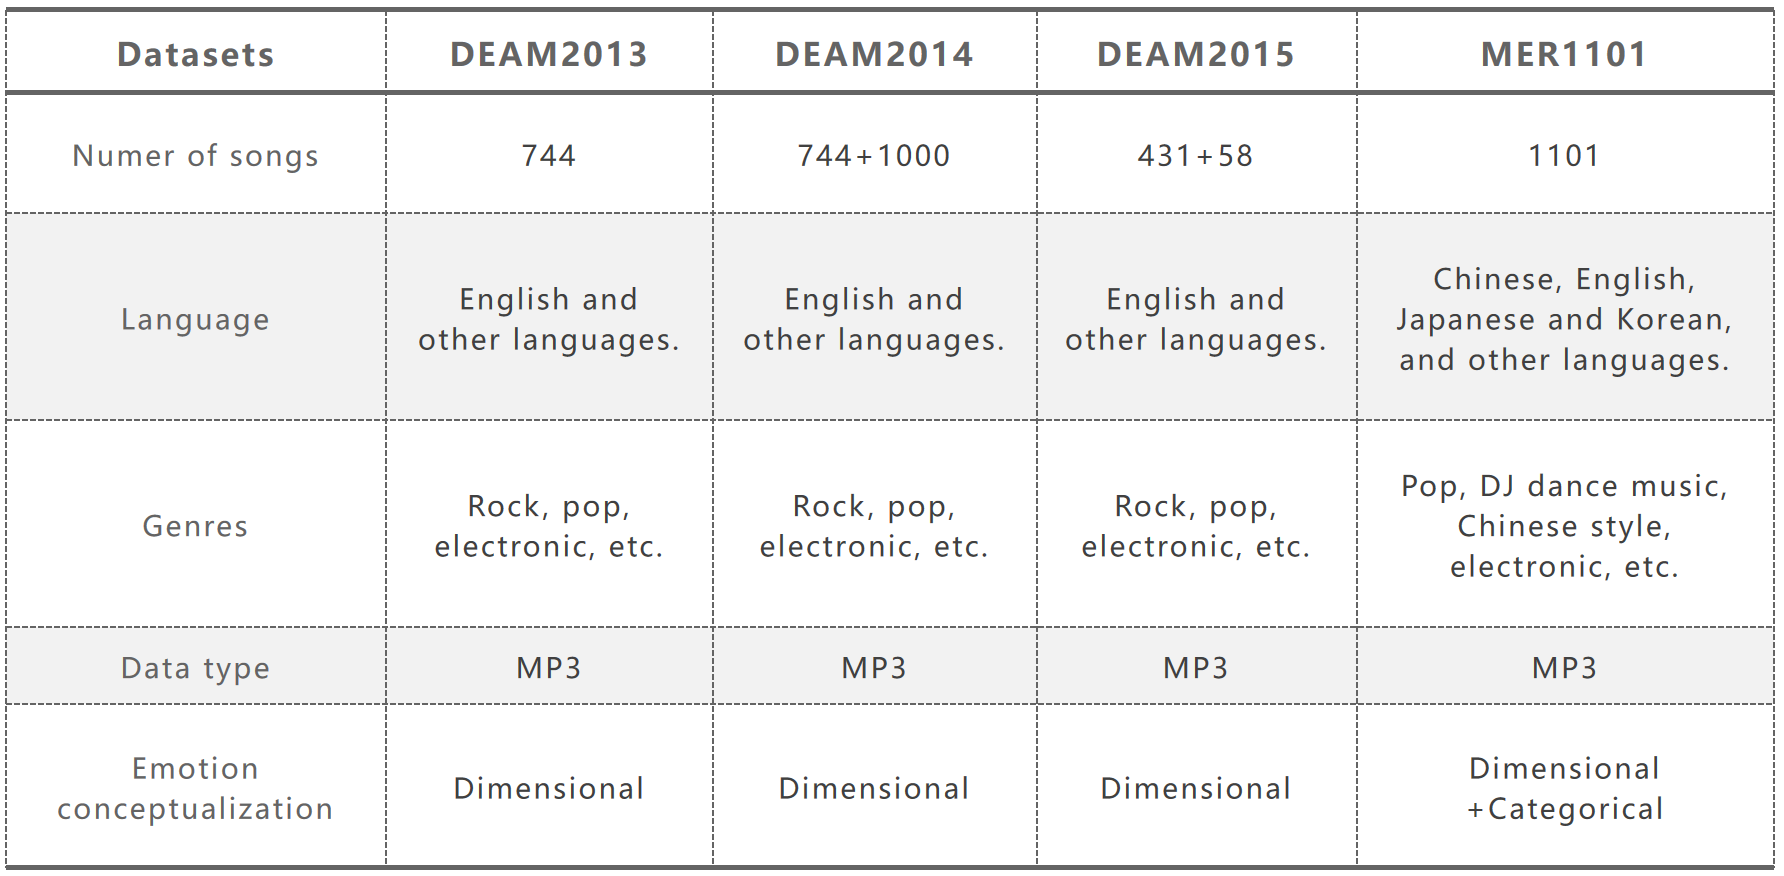 Datasets DEAM2013 DEAM2014 DEAM2015 MER1101
Numer of songs 744 744+1000 431+58 1101
Language
English and
other languages.
English and
other languages.
English and
other languages.
Chinese, English,
Japanese and Korean,
and other languages.
Genres
Rock, pop,
electronic, etc.
Rock, pop,
electronic, etc.
Rock, pop,
electronic, etc.
Pop, DJ dance music,
Chinese style,
electronic, etc.
Data type MP3 MP3 MP3 MP3
Emotion
conceptualization
Dimensional
Dimensional
Dimensional
Dimensional
+Categorical